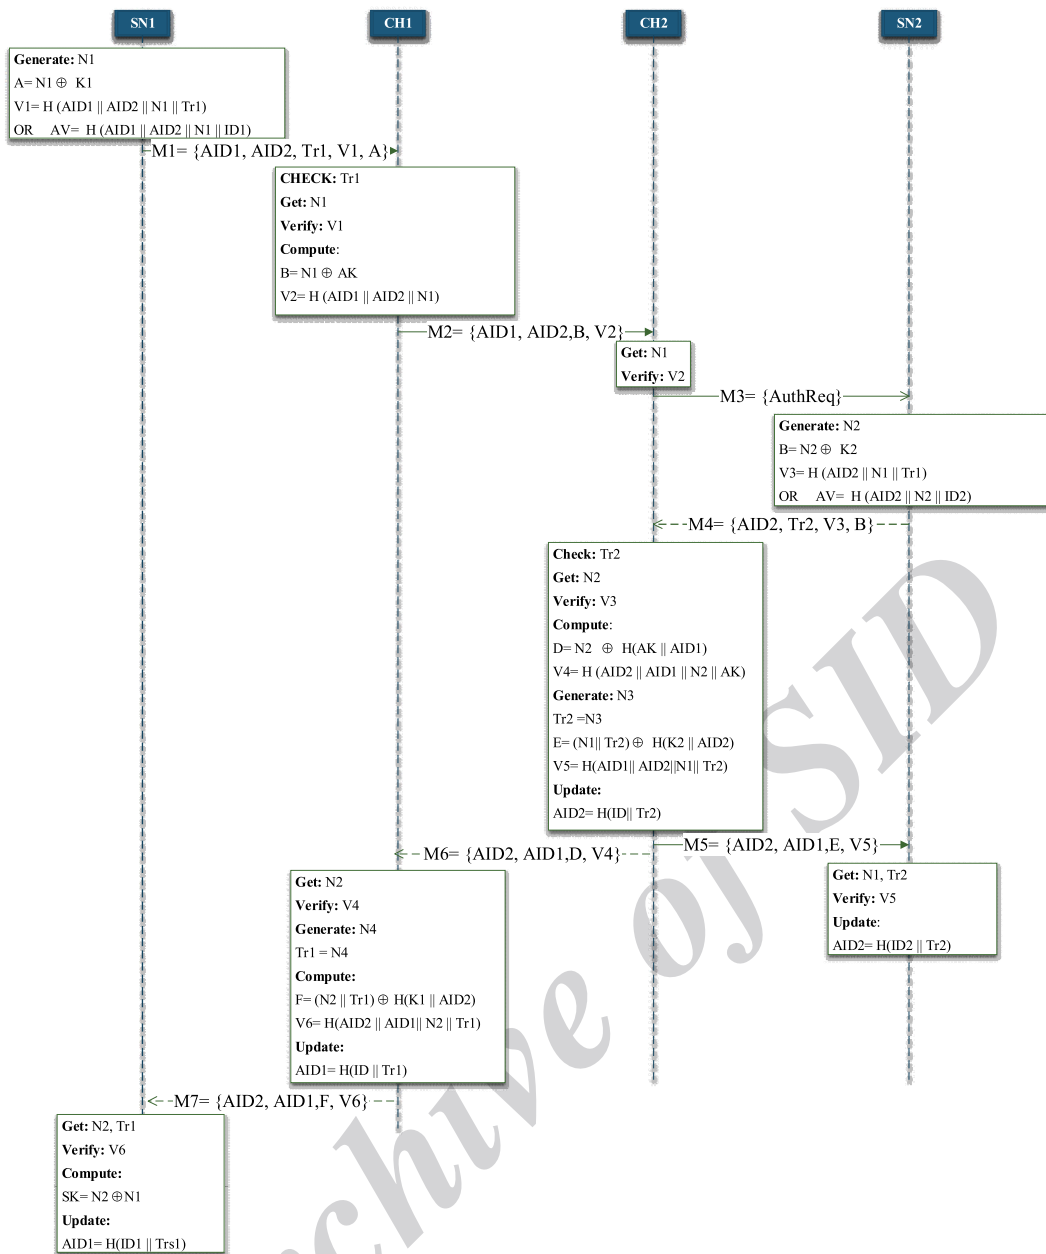 SN1 CH1 CH2 SN2
Generate: N1
A= N1 ⊕ K1
V1= H (AID1 || AID2 || N1 || Tr1)
OR AV= H (AID1 || AID2 || N1 || ID1)
M1= {AID1, AID2, Tr1, V1, A}
CHECK: Tr1
Get: N1
Verify: V1
Compute:
B= N1 ⊕ AK
V2= H (AID1 || AID2 || N1)
M2= {AID1, AID2,B, V2}
Get: N1
Verify: V2
M3= {AuthReq}
Generate: N2
B= N2 ⊕ K2
V3= H (AID2 || N1 || Tr1)
OR AV= H (AID2 || N2 || ID2)
M4= {AID2, Tr2, V3, B}
Check: Tr2
Get: N2
Verify: V3
Compute:
D= N2 ⊕ H(AK || AID1)
V4= H (AID2 || AID1 || N2 || AK)
Generate: N3
Tr2 =N3
E= (N1|| Tr2) ⊕ H(K2 || AID2)
V5= H(AID1|| AID2||N1|| Tr2)
Update:
AID2= H(ID|| Tr2)
M5= {AID2, AID1,E, V5}
M6= {AID2, AID1,D, V4}
Get: N1, Tr2
Verify: V5
Update:
AID2= H(ID2 || Tr2)
Get: N2
Verify: V4
Generate: N4
Tr1 = N4
Compute:
F= (N2 || Tr1) ⊕ H(K1 || AID2)
V6= H(AID2 || AID1|| N2 || Tr1)
Update:
AID1= H(ID || Tr1)
M7= {AID2, AID1,F, V6}
Get: N2, Tr1
Verify: V6
Compute:
SK= N2 ⊕N1
Update:
AID1= H(ID1 || Trs1)
chive of SID